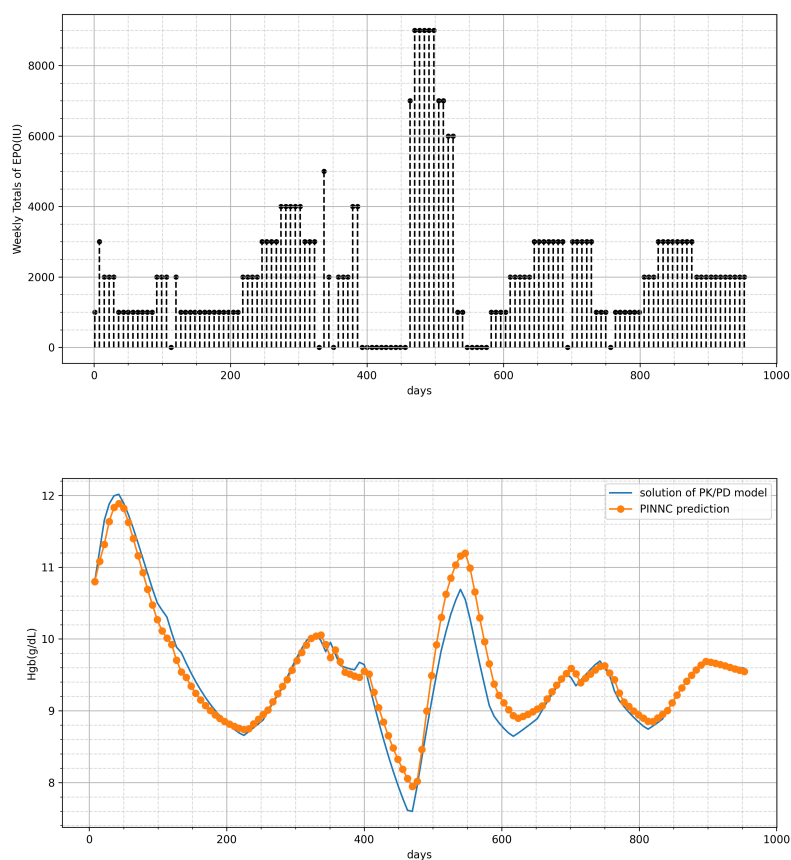 Weekly Totals of EPO(IU)
8000
6000
4000
2000
0
0 200 400 600 800 1000
days
Hgb(g/dL)
12
11
10
9
8
solution of PK/PD model
PINNC prediction
0 200 400 600 800 1000
days